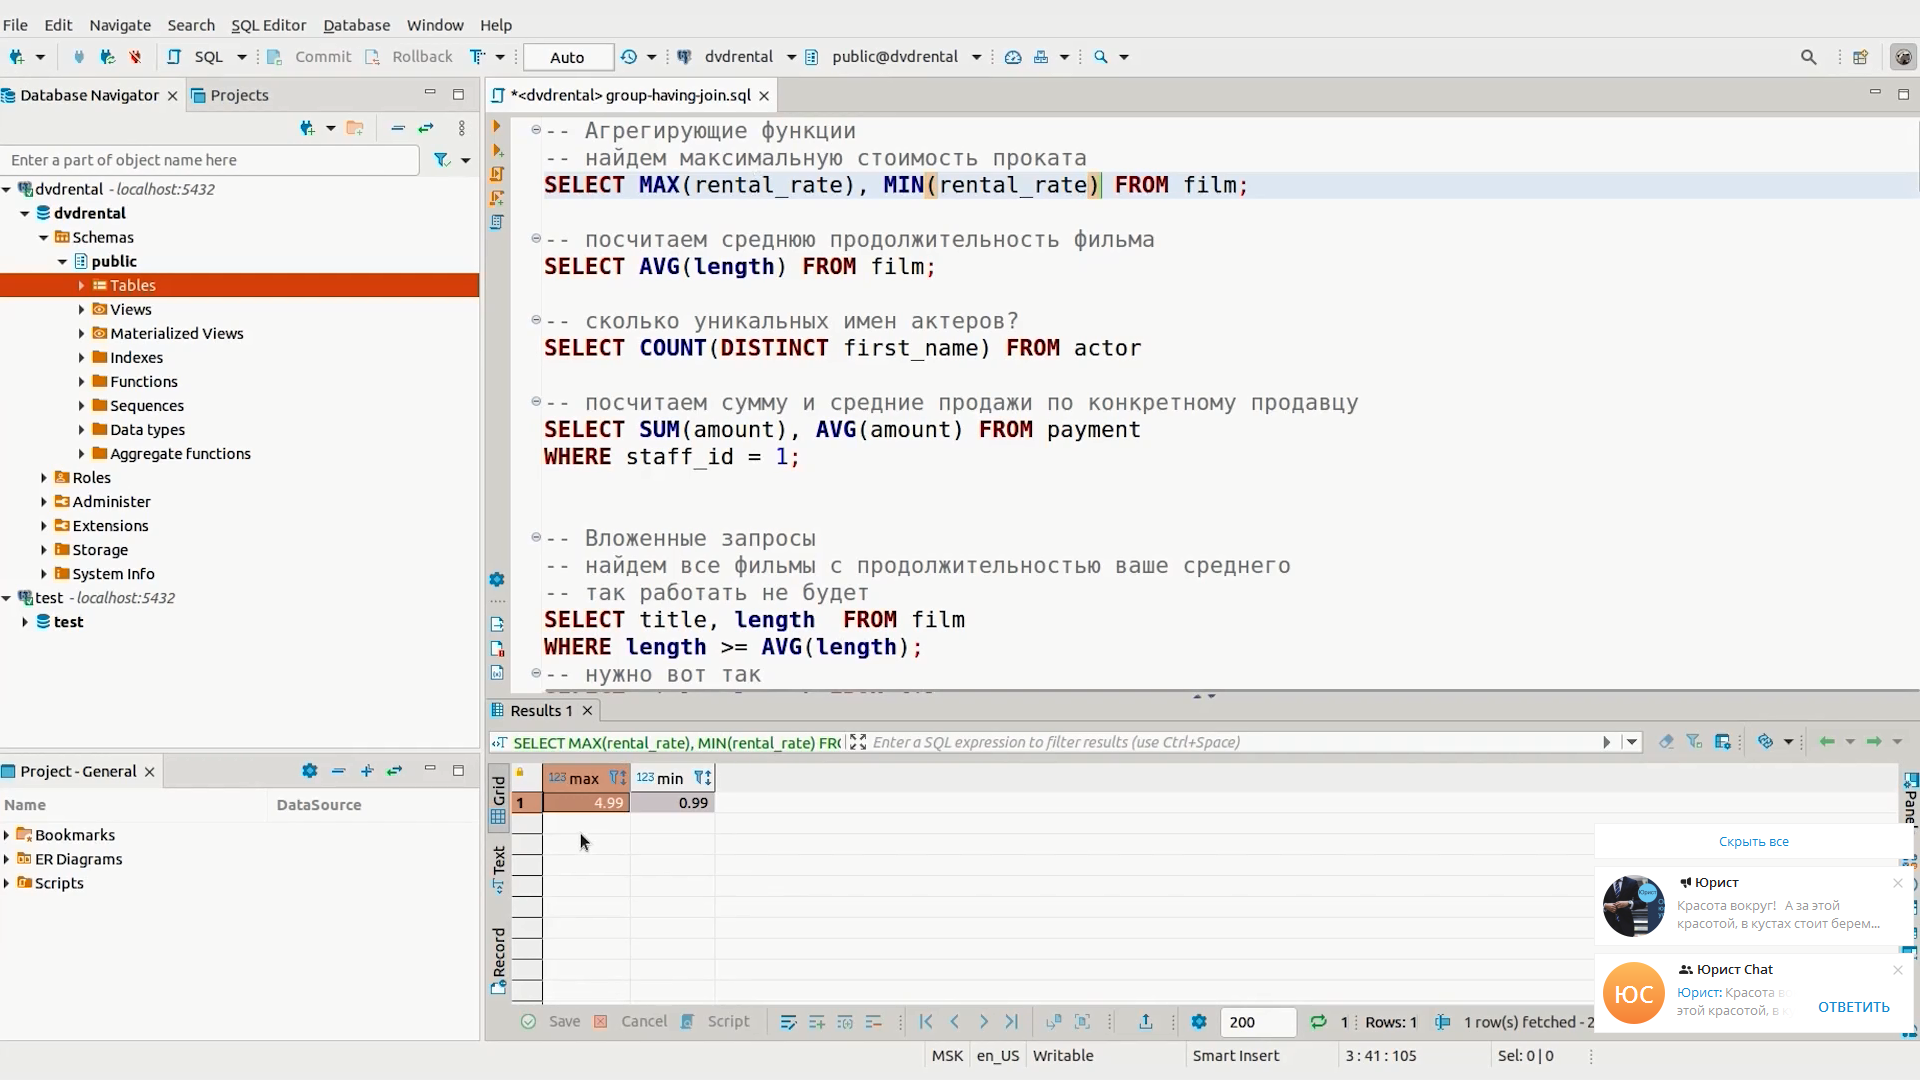 File Edit Navigate Search SQL Editor Database Window Help
SQL Commit Rollback Auto dvdrental public@dvdrental
Database Navigator Projects
Enter a part of object name here
dvdrental - localhost:5432
dvdrental
Schemas
public
Tables
Views
Materialized Views
Indexes
Functions
Sequences
Data types
Aggregate functions
Roles
Administer
Extensions
Storage
System Info
test - localhost:5432
test
Project - General
Name DataSource
Bookmarks
ER Diagrams
Scripts
*<dvdrental> group-having-join.sql
-- Агрегирующие функции
-- найдем максимальную стоимость проката
SELECT MAX(rental_rate), MIN(rental_rate) FROM film;
-- посчитаем среднюю продолжительность фильма
SELECT AVG(length) FROM film;
-- сколько уникальных имен актеров?
SELECT COUNT(DISTINCT first_name) FROM actor
-- посчитаем сумму и средние продажи по конкретному продавцу
SELECT SUM(amount), AVG(amount) FROM payment
WHERE staff_id = 1;
-- Вложенные запросы
-- найдем все фильмы с продолжительностью ваше среднего
-- так работать не будет
SELECT title, length FROM film
WHERE length >= AVG(length);
-- нужно вот так
Results 1
SELECT MAX(rental_rate), MIN(rental_rate) FRO Enter a SQL expression to filter results (use Ctrl+Space)
Grid
Text
Record
123 max 123 min
1 4.99 0.99
Pane
Скрыть все
Юрист
Красота вокруг! А за этой
красотой, в кустах стоит берем...
Юрист Chat
ЮС
Юрист: Красота
этой красотой, в к
ОТВЕТИТЬ
Save Cancel Script 200 1 Rows: 1 1 row(s) fetched - 2
MSK en_US Writable Smart Insert 3 : 41 : 105 Sel: 0 | 0